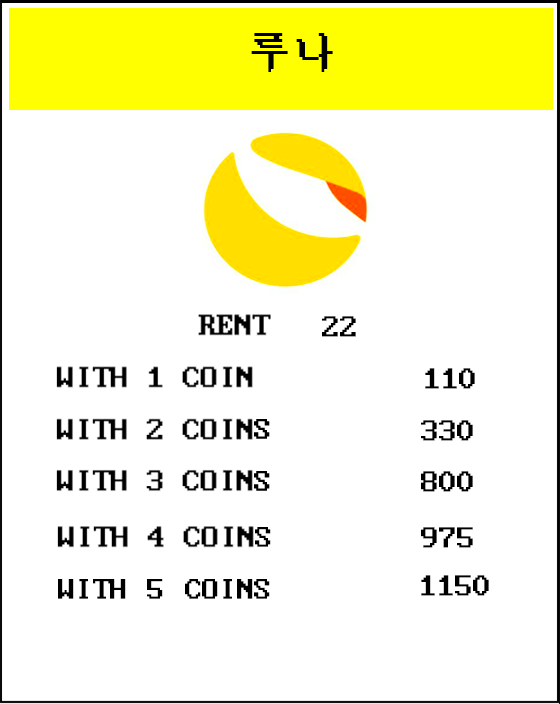 루나
RENT 22
WITH 1 COIN 110
WITH 2 COINS 330
WITH 3 COINS 800
WITH 4 COINS 975
WITH 5 COINS 1150